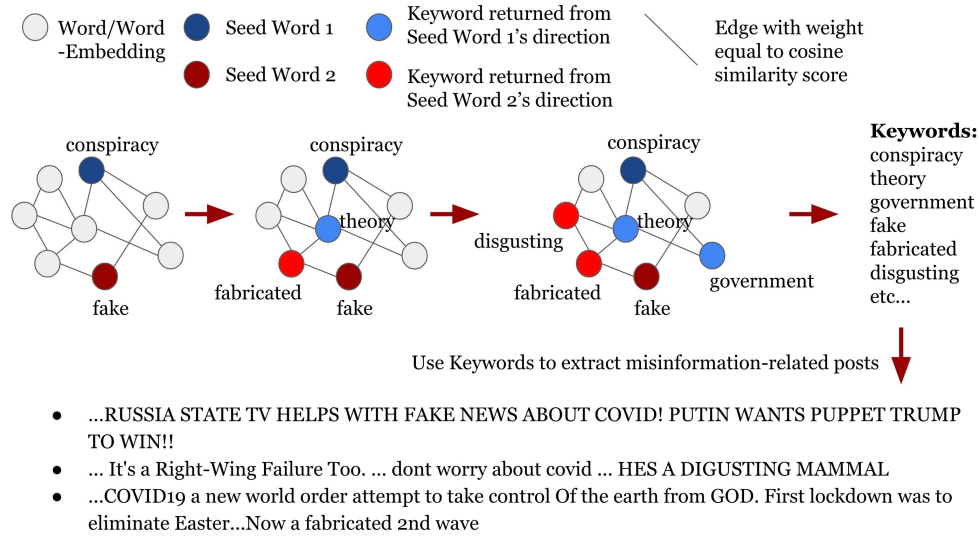 Word/Word
-Embedding
Seed Word 1
Seed Word 2
Keyword returned from
Seed Word 1's direction
Keyword returned from
Seed Word 2's direction
Edge with weight
equal to cosine
similarity score
conspiracy
fake
conspiracy
theory
fabricated
fake
conspiracy
theory
disgusting
government
fabricated
fake
Keywords:
conspiracy
theory
government
fake
fabricated
disgusting
etc...
Use Keywords to extract misinformation-related posts
● ...RUSSIA STATE TV HELPS WITH FAKE NEWS ABOUT COVID! PUTIN WANTS PUPPET TRUMP
TO WIN!!
● ... It's a Right-Wing Failure Too. ... dont worry about covid ... HES A DIGUSTING MAMMAL
● ...COVID19 a new world order attempt to take control Of the earth from GOD. First lockdown was to
eliminate Easter...Now a fabricated 2nd wave